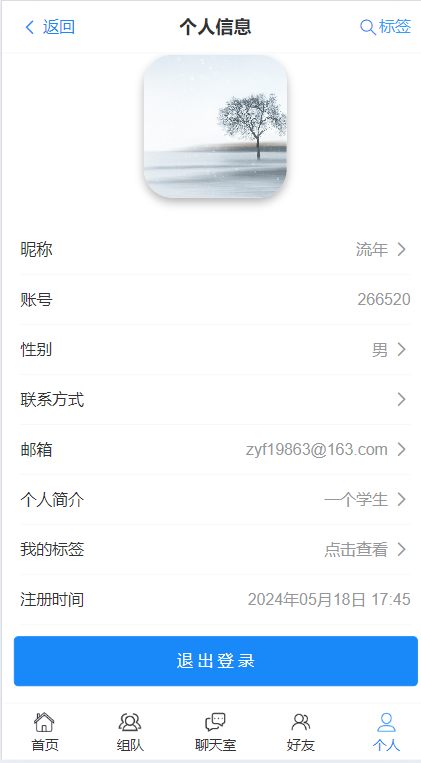 返回 个人信息 标签
昵称 流年
账号 266520
性别 男
联系方式
邮箱 zyf19863@163.com
个人简介 一个学生
我的标签 点击查看
注册时间 2024年05月18日 17:45
退出登录
首页 组队 聊天室 好友 个人